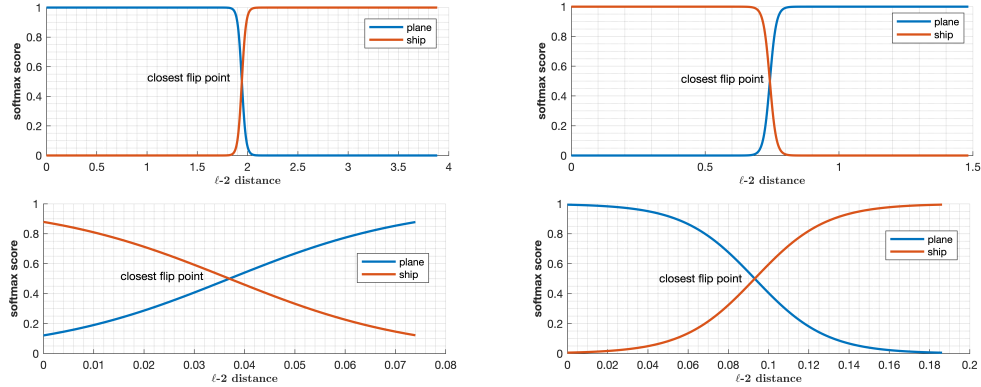 softmax score
1
0.8
0.6
0.4
0.2
0
plane
ship
closest flip point
0 0.5 1 1.5 2 2.5 3 3.5 4
ℓ-2 distance
softmax score
1
0.8
0.6
0.4
0.2
0
plane
ship
closest flip point
0 0.5 1 1.5
ℓ-2 distance
softmax score
1
0.8
0.6
0.4
0.2
0
plane
ship
closest flip point
0 0.01 0.02 0.03 0.04 0.05 0.06 0.07 0.08
ℓ-2 distance
softmax score
1
0.8
0.6
0.4
0.2
0
plane
ship
closest flip point
0 0.02 0.04 0.06 0.08 0.1 0.12 0.14 0.16 0.18 0.2
ℓ-2 distance